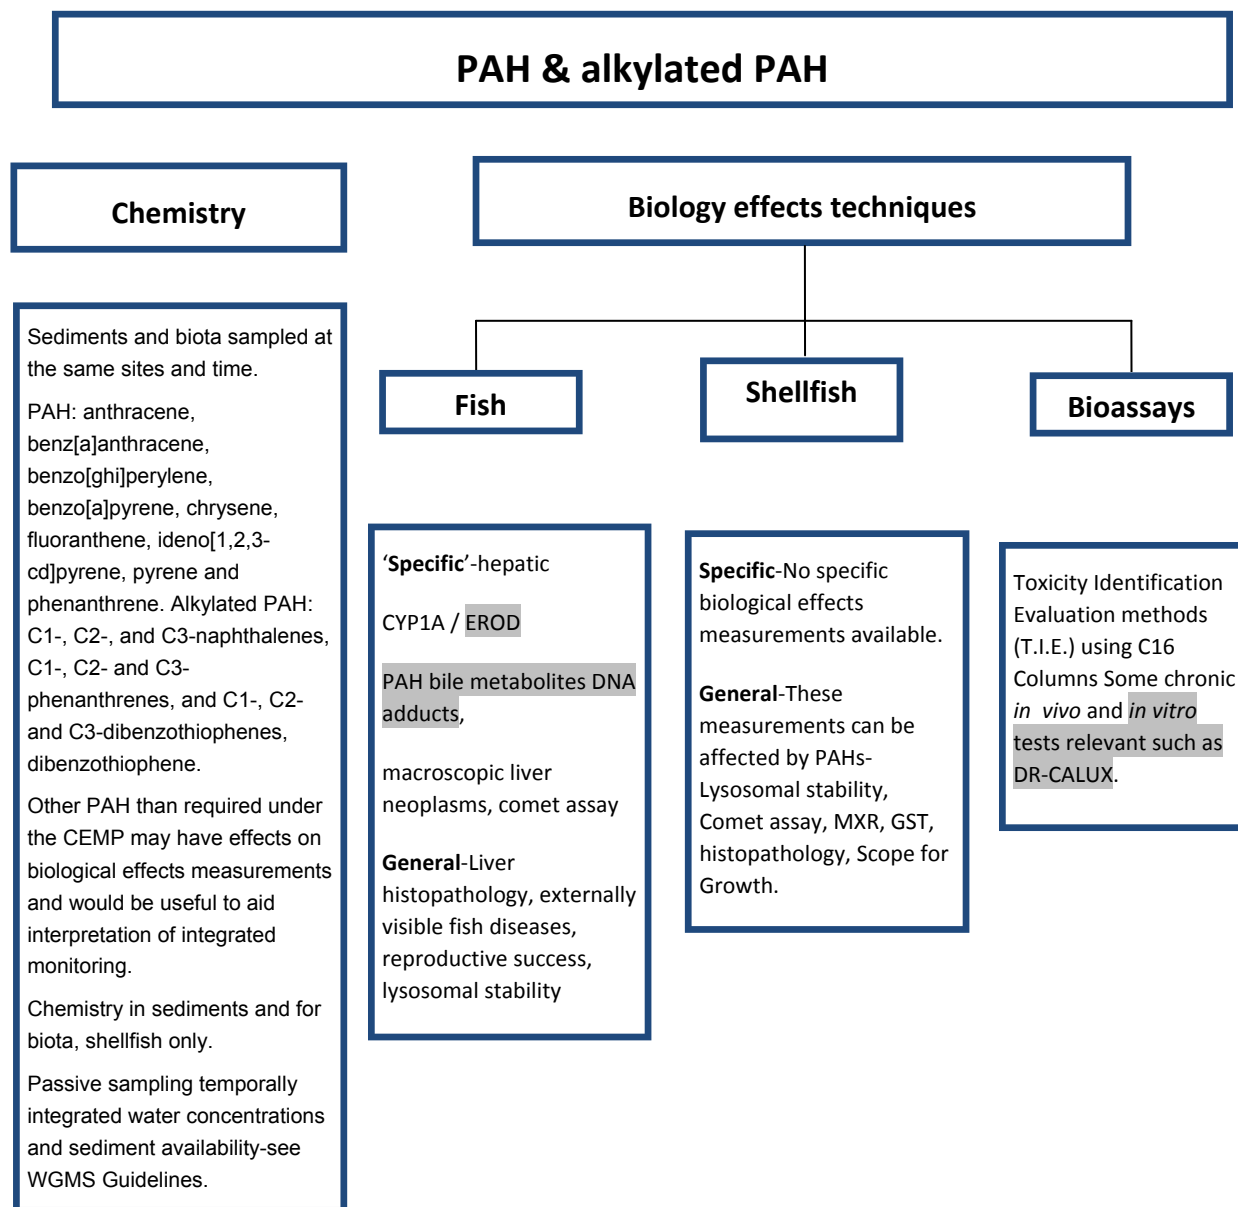 PAH & alkylated PAH
Chemistry
Biology effects techniques
Sediments and biota sampled at
the same sites and time.
PAH: anthracene,
benz[a]anthracene,
benzo[ghi]perylene,
benzo[a]pyrene, chrysene,
fluoranthene, ideno[1,2,3-
cd]pyrene, pyrene and
phenanthrene. Alkylated PAH:
C1-, C2-, and C3-naphthalenes,
C1-, C2- and C3-
phenanthrenes, and C1-, C2-
and C3-dibenzothiophenes,
dibenzothiophene.
Other PAH than required under
the CEMP may have effects on
biological effects measurements
and would be useful to aid
interpretation of integrated
monitoring.
Chemistry in sediments and for
biota, shellfish only.
Passive sampling temporally
integrated water concentrations
and sediment availability-see
WGMS Guidelines.
Fish
‘Specific’-hepatic
CYP1A / EROD
PAH bile metabolites DNA
adducts,
macroscopic liver
neoplasms, comet assay
General-Liver
histopathology, externally
visible fish diseases,
reproductive success,
lysosomal stability
Shellfish
Specific-No specific
biological effects
measurements available.
General-These
measurements can be
affected by PAHs-
Lysosomal stability,
Comet assay, MXR, GST,
histopathology, Scope for
Growth.
Bioassays
Toxicity Identification
Evaluation methods
(T.I.E.) using C16
Columns Some chronic
in vivo and in vitro
tests relevant such as
DR-CALUX.